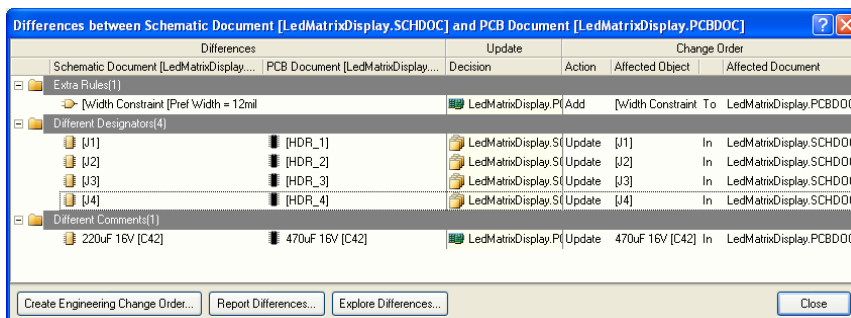 Differences between Schematic Document [LedMatrixDisplay.SCHDOC] and PCB Document [LedMatrixDisplay.PCBDOC]
Differences Update Change Order
Schematic Document [LedMatrixDisplay.... PCB Document [LedMatrixDisplay.... Decision Action Affected Object Affected Document
Extra Rules(1)
[Width Constraint [Pref Width = 12mil LedMatrixDisplay.P( Add [Width Constraint To LedMatrixDisplay.PCBDO(
Different Designators(4)
[J1] [HDR_1] LedMatrixDisplay.S( Update [J1] In LedMatrixDisplay.SCHDO(
[J2] [HDR_2] LedMatrixDisplay.S( Update [J2] In LedMatrixDisplay.SCHDO(
[J3] [HDR_3] LedMatrixDisplay.S( Update [J3] In LedMatrixDisplay.SCHDO(
[J4] [HDR_4] LedMatrixDisplay.S( Update [J4] In LedMatrixDisplay.SCHDO(
Different Comments(1)
220uF 16V [C42] 470uF 16V [C42] LedMatrixDisplay.P( Update 470uF 16V [C42] In LedMatrixDisplay.PCBDO(
Create Engineering Change Order... Report Differences... Explore Differences... Close